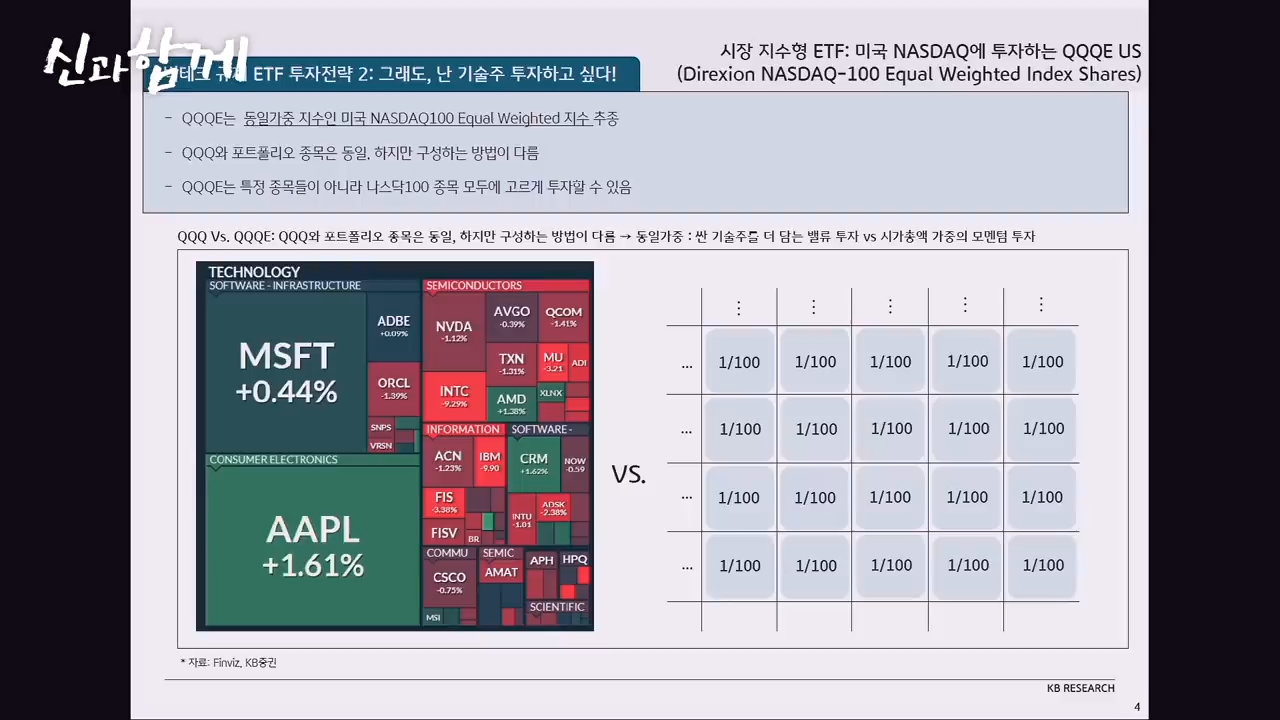 신과함께
시장 지수형 ETF: 미국 NASDAQ에 투자하는 QQQE US
(Direxion NASDAQ-100 Equal Weighted Index Shares)
ETF 투자전략 2: 그래도, 난 기술주 투자하고 싶다!
- QQQE는 동일가중 지수인 미국 NASDAQ100 Equal Weighted 지수 추종
- QQQ와 포트폴리오 종목은 동일, 하지만 구성하는 방법이 다름
- QQQE는 특정 종목들이 아니라 나스닥100 종목 모두에 고르게 투자할 수 있음
QQQ Vs. QQQE: QQQ와 포트폴리오 종목은 동일, 하지만 구성하는 방법이 다름 → 동일가중 : 싼 기술주를 더 담는 밸류 투자 vs 시가총액 가중의 모멘텀 투자
TECHNOLOGY
SOFTWARE - INFRASTRUCTURE
MSFT
+0.44%
ADBE
+0.09%
ORCL
-1.39%
SNPS
VRSN
CONSUMER ELECTRONICS
AAPL
+1.61%
SEMICONDUCTORS
NVDA
-1.12%
AVGO
-0.39%
QCOM
-1.41%
TXN
-1.31%
MU
-3.21
ADI
INTC
-9.29%
AMD
+1.38%
XLNX
INFORMATION
ACN
-1.23%
IBM
-9.90
FIS
-3.38%
FISV
BR
SOFTWARE -
CRM
+1.62%
NOW
-0.59
INTU
-1.01
ADSK
-2.38%
COMMU
CSCO
-0.75%
MSI
SEMIC
AMAT
APH
HPQ
SCIENTIFIC
VS.
⋮ ⋮ ⋮ ⋮ ⋮
... 1/100 1/100 1/100 1/100 1/100
... 1/100 1/100 1/100 1/100 1/100
... 1/100 1/100 1/100 1/100 1/100
... 1/100 1/100 1/100 1/100 1/100
* 자료: Finviz, KB증권
KB RESEARCH
4